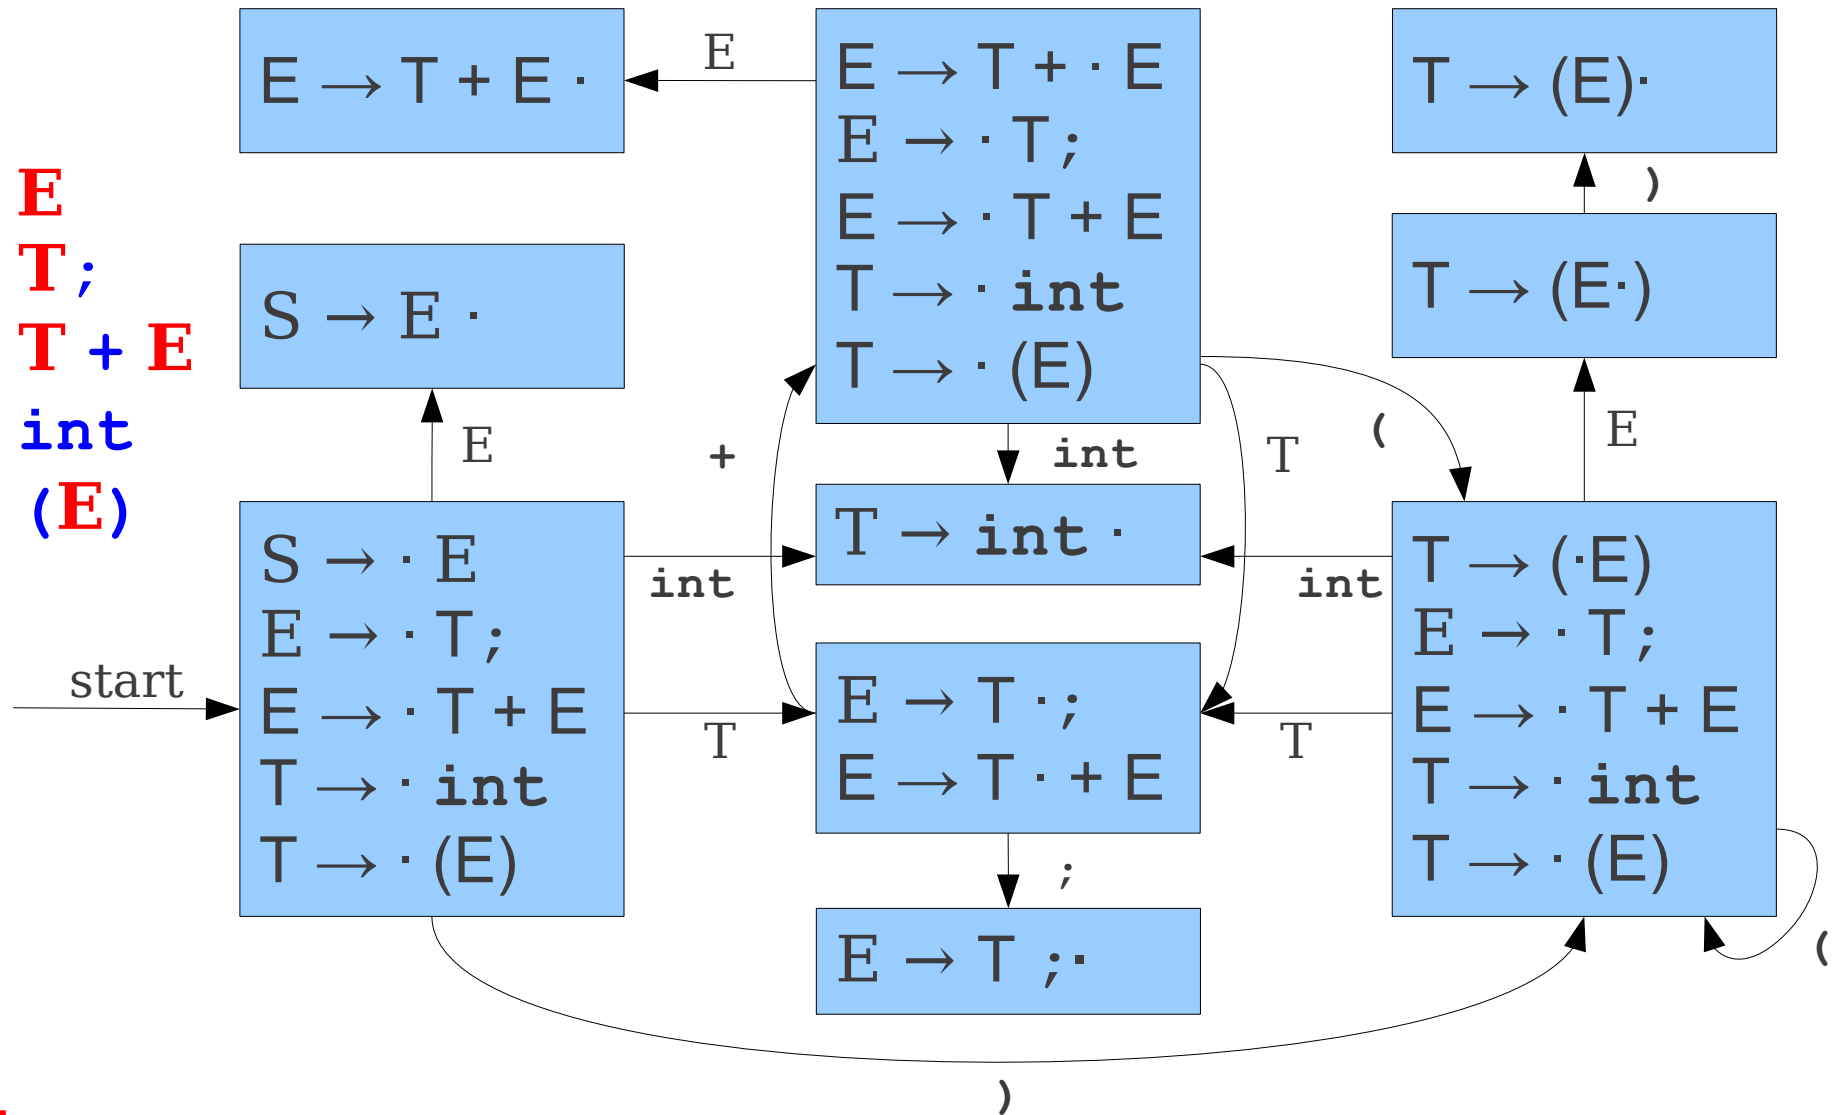 E
T ;
T + E
int
(E)
start
S → · E
E → · T ;
E → · T + E
T → · int
T → · (E)
E
S → E ·
E → T + E ·
E
E → T + · E
E → · T ;
E → · T + E
T → · int
T → · (E)
+
int
T
(
int
T → int ·
int
T
E → T · ;
E → T · + E
T
;
E → T ; ·
)
T → (E)·
)
T → (E·)
E
T → (·E)
E → · T ;
E → · T + E
T → · int
T → · (E)
(